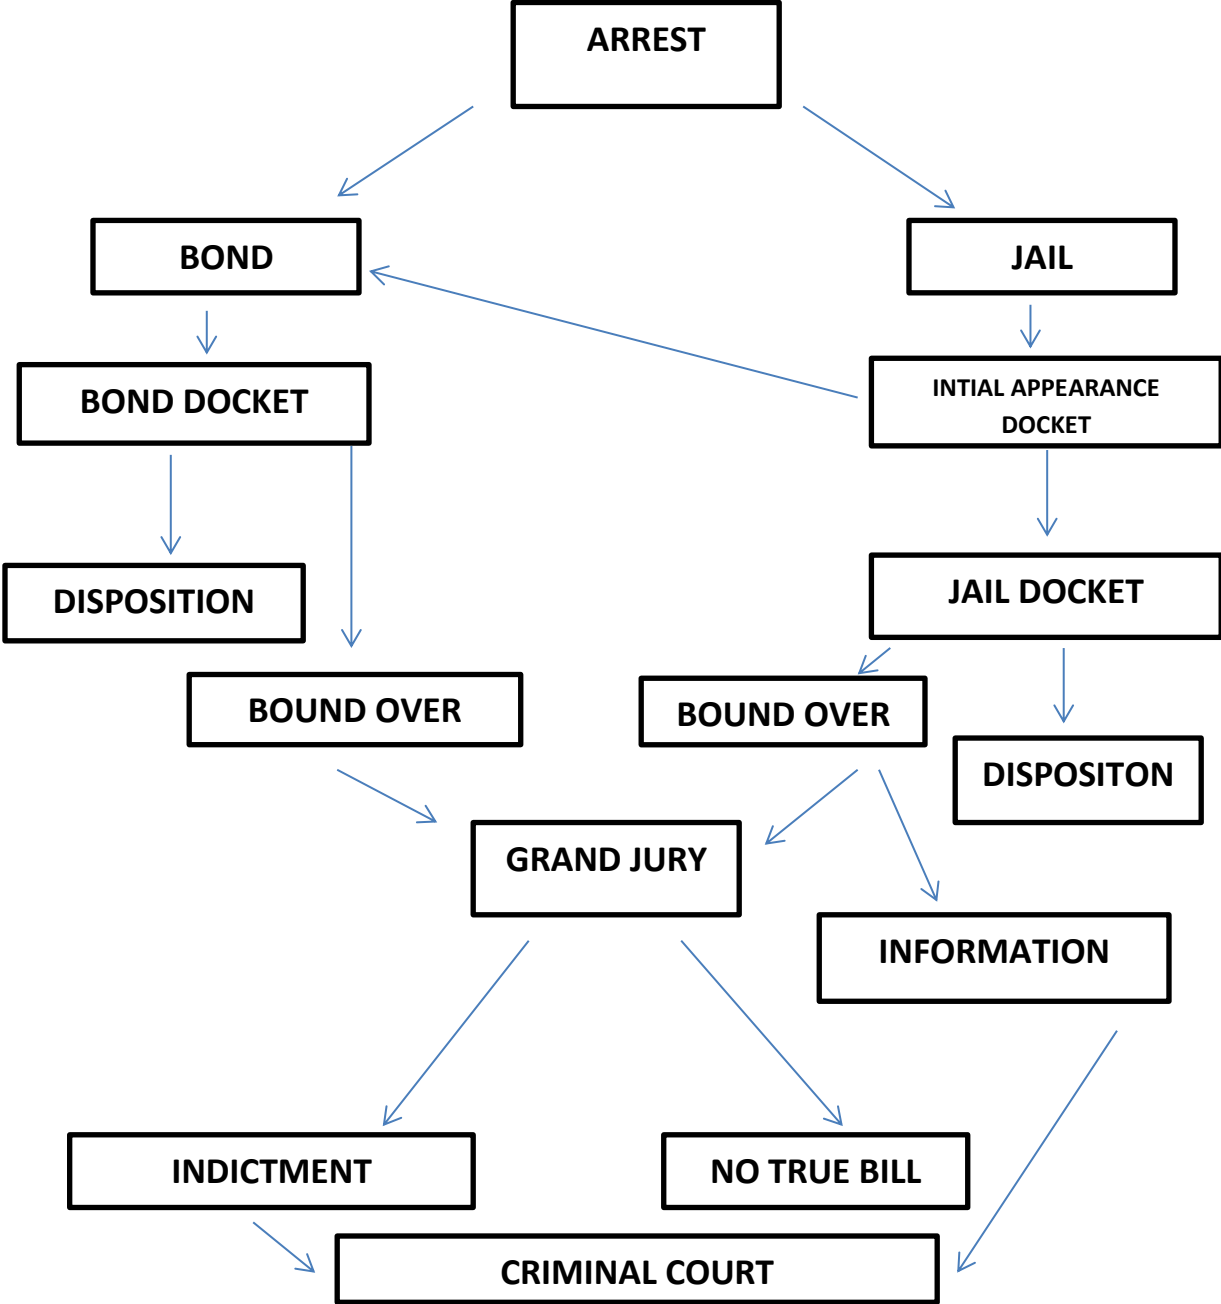 ARREST
BOND
JAIL
BOND DOCKET
INTIAL APPEARANCE
DOCKET
DISPOSITION
JAIL DOCKET
BOUND OVER
BOUND OVER
DISPOSITON
GRAND JURY
INFORMATION
INDICTMENT
NO TRUE BILL
CRIMINAL COURT